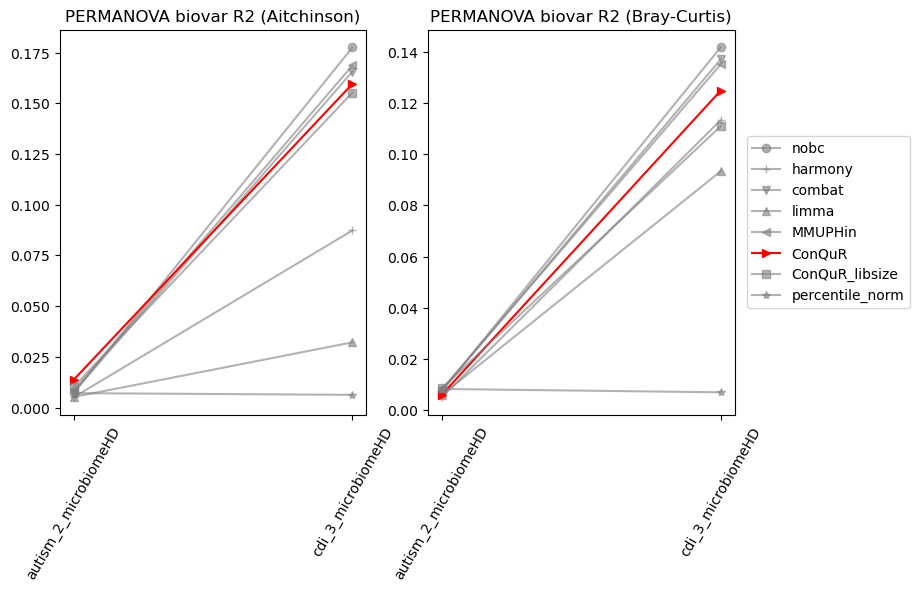 PERMANOVA biovar R2 (Aitchinson)
0.175
0.150
0.125
0.100
0.075
0.050
0.025
0.000
autism_2_microbiomeHD
cdi_3_microbiomeHD
PERMANOVA biovar R2 (Bray-Curtis)
0.14
0.12
0.10
0.08
0.06
0.04
0.02
0.00
autism_2_microbiomeHD
cdi_3_microbiomeHD
nobc
harmony
combat
limma
MMUPHin
ConQuR
ConQuR_libsize
percentile_norm